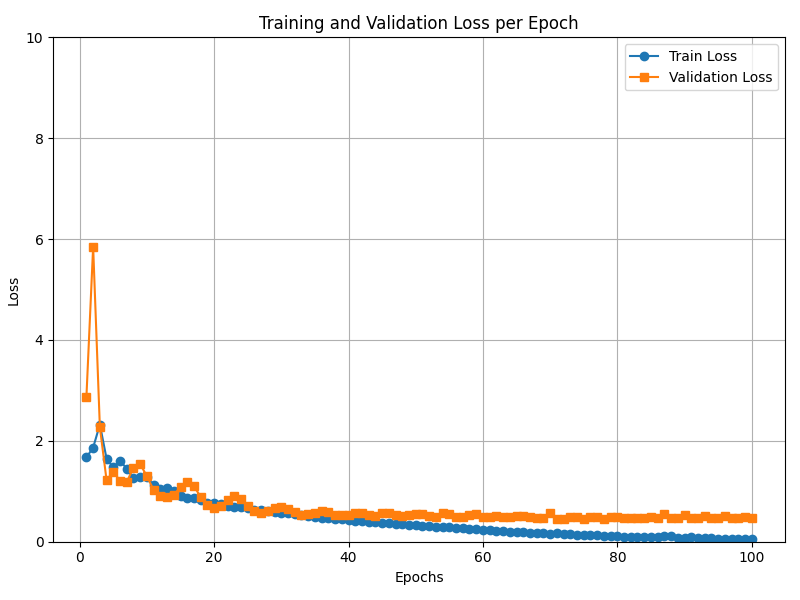 Training and Validation Loss per Epoch
Train Loss
Validation Loss
Loss
10
8
6
4
2
0
0 20 40 60 80 100
Epochs